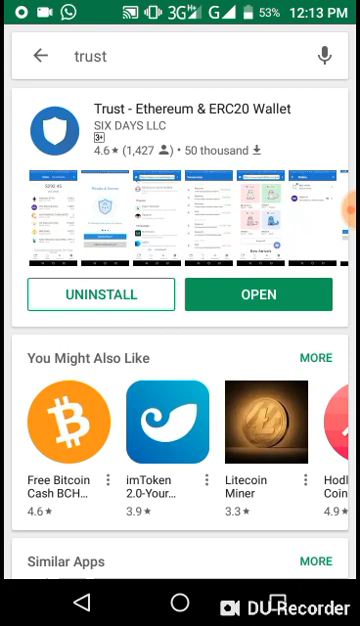 3G H+ G 53% 12:13 PM
trust
Trust - Ethereum & ERC20 Wallet
SIX DAYS LLC
3+
4.6★ (1,427 ) • 50 thousand
UNINSTALL
OPEN
You Might Also Like
MORE
Free Bitcoin Cash BCH...
4.6★
imToken 2.0-Your...
3.9★
Litecoin Miner
3.3★
Hodl Coin
4.9★
Similar Apps
MORE
DU Recorder